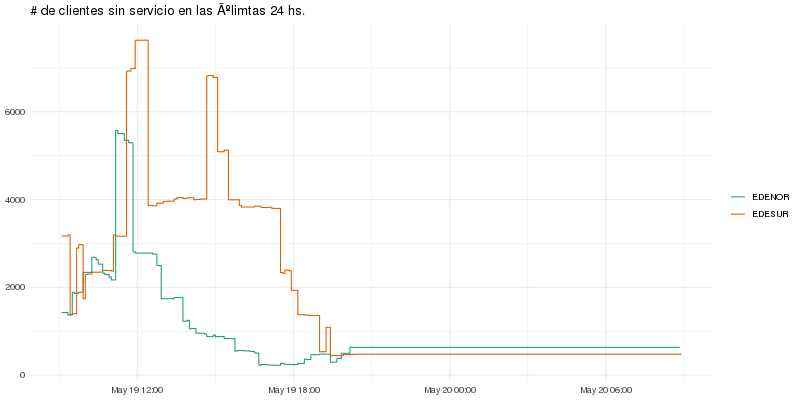 # de clientes sin servicio en las Ãºlimtas 24 hs.
6000
4000
2000
0
May 19 12:00
May 19 18:00
May 20 00:00
May 20 06:00
EDENOR
EDESUR